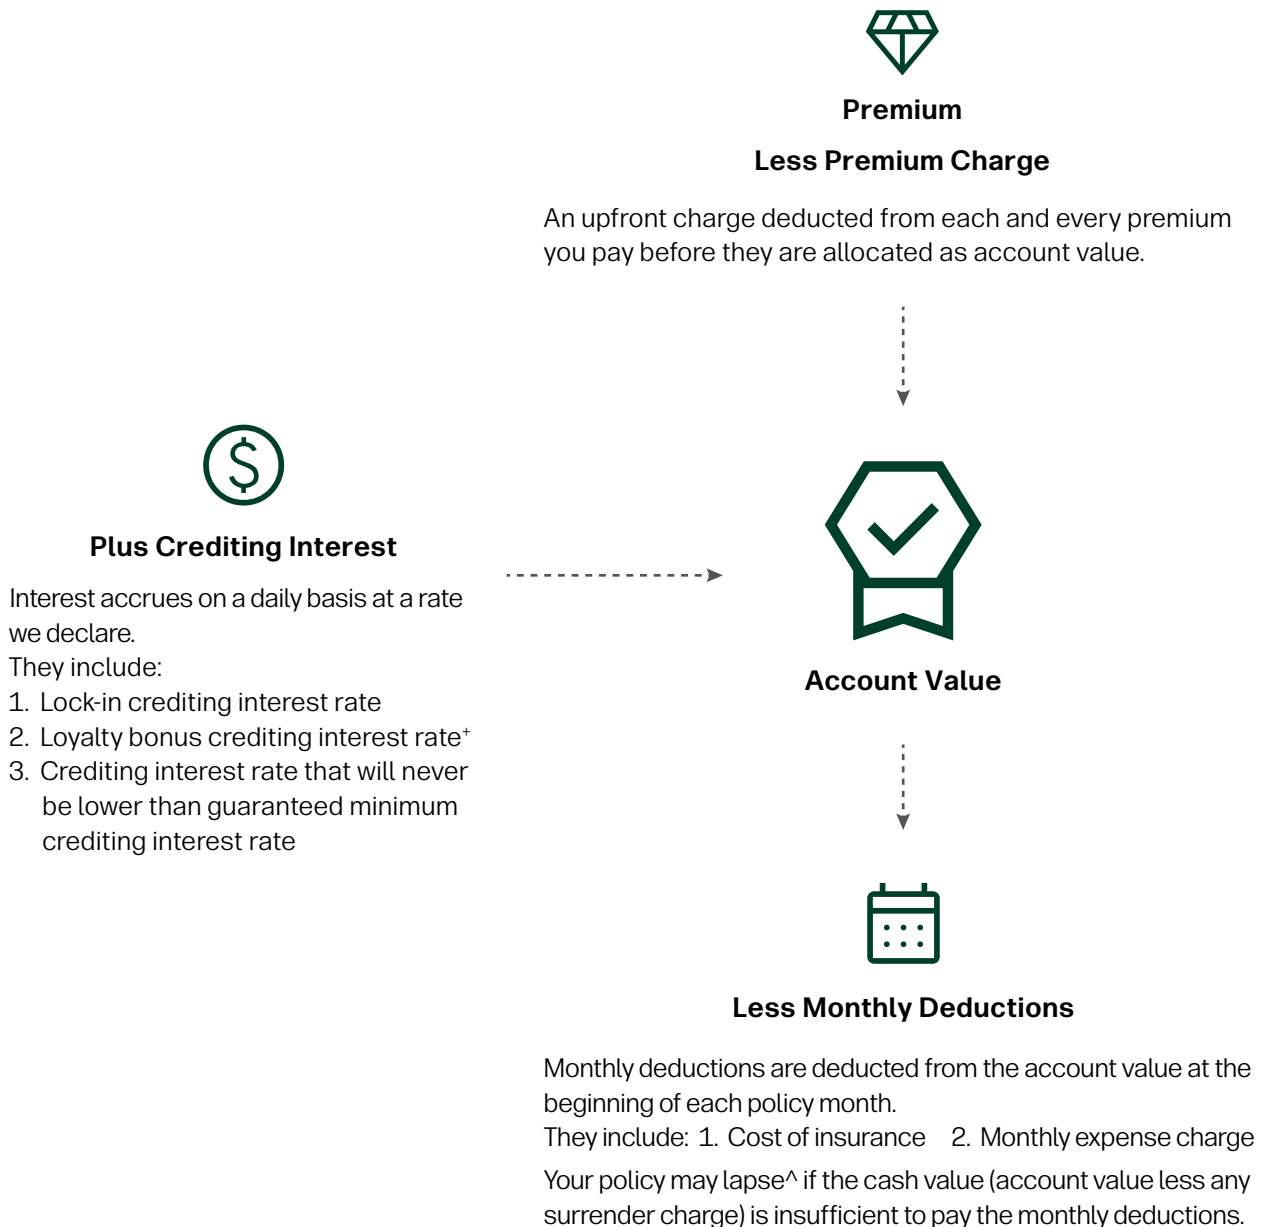 Premium
Less Premium Charge
An upfront charge deducted from each and every premium
you pay before they are allocated as account value.
Plus Crediting Interest
Interest accrues on a daily basis at a rate
we declare.
They include:
1. Lock-in crediting interest rate
2. Loyalty bonus crediting interest rate⁺
3. Crediting interest rate that will never
be lower than guaranteed minimum
crediting interest rate
Account Value
Less Monthly Deductions
Monthly deductions are deducted from the account value at the
beginning of each policy month.
They include: 1. Cost of insurance 2. Monthly expense charge
Your policy may lapse^ if the cash value (account value less any
surrender charge) is insufficient to pay the monthly deductions.